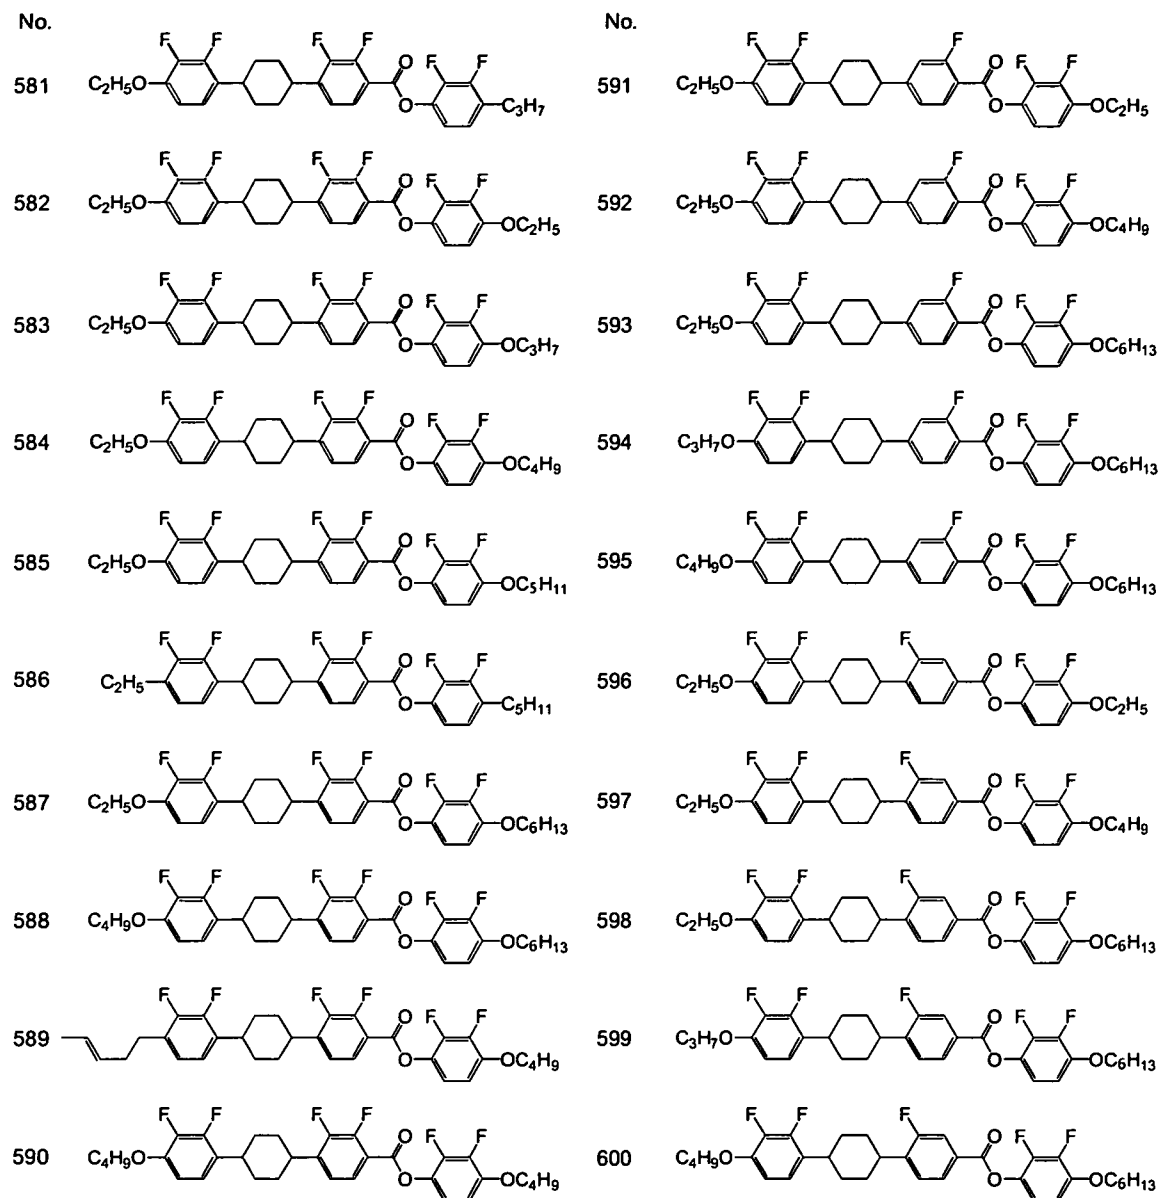 No.
F F F F
O F F
581 C₂H₅O O C₃H₇
F F F F
O F F
582 C₂H₅O O OC₂H₅
F F F F
O F F
583 C₂H₅O O OC₃H₇
F F F F
O F F
584 C₂H₅O O OC₄H₉
F F F F
O F F
585 C₂H₅O O OC₅H₁₁
F F F F
O F F
586 C₂H₅ O C₅H₁₁
F F F F
O F F
587 C₂H₅O O OC₆H₁₃
F F F F
O F F
588 C₄H₉O O OC₆H₁₃
F F F F
O F F
589 O OC₄H₉
F F F F
O F F
590 C₄H₉O O OC₄H₉
No.
F F F
O F F
591 C₂H₅O O OC₂H₅
F F F
O F F
592 C₂H₅O O OC₄H₉
F F F
O F F
593 C₂H₅O O OC₆H₁₃
F F F
O F F
594 C₃H₇O O OC₆H₁₃
F F F
O F F
595 C₄H₉O O OC₆H₁₃
F F F
O F F
596 C₂H₅O O OC₂H₅
F F F
O F F
597 C₂H₅O O OC₄H₉
F F F
O F F
598 C₂H₅O O OC₆H₁₃
F F F
O F F
599 C₃H₇O O OC₆H₁₃
F F F
O F F
600 C₄H₉O O OC₆H₁₃